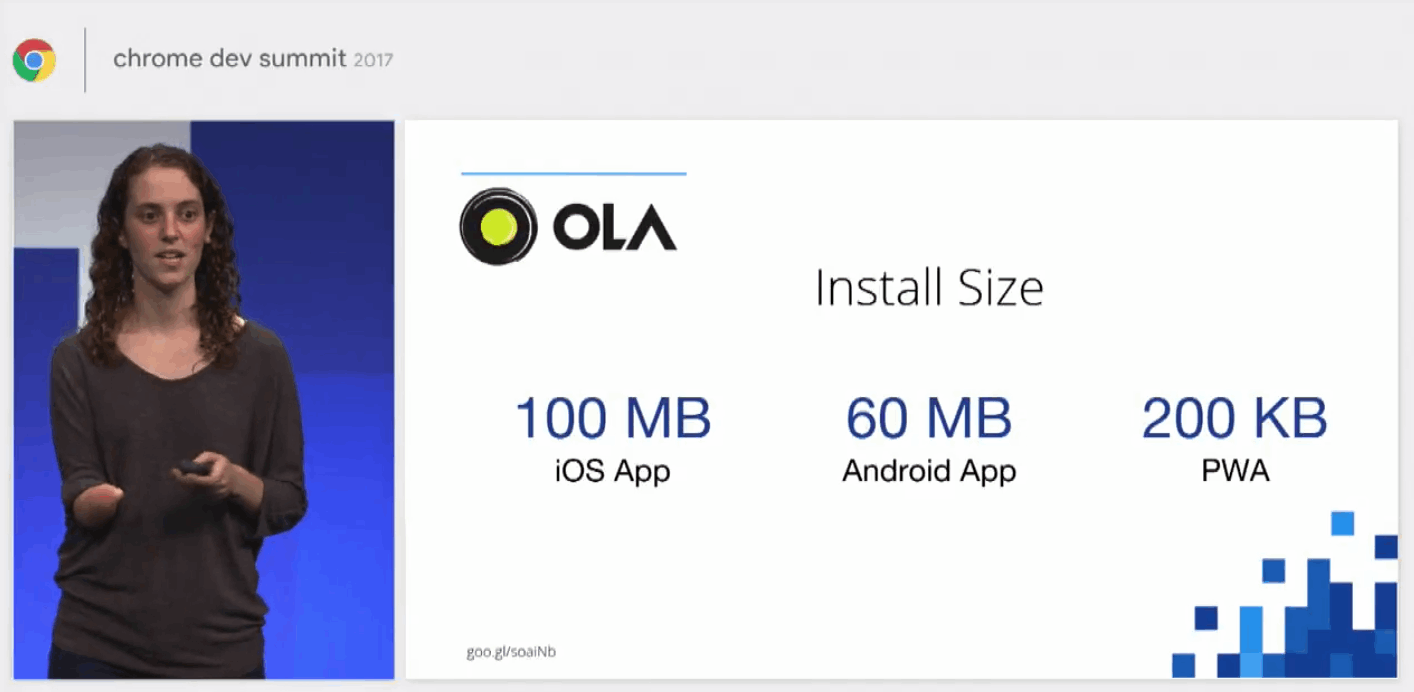 chrome dev summit 2017
OLA
Install Size
100 MB
iOS App
60 MB
Android App
200 KB
PWA
goo.gl/soaiNb